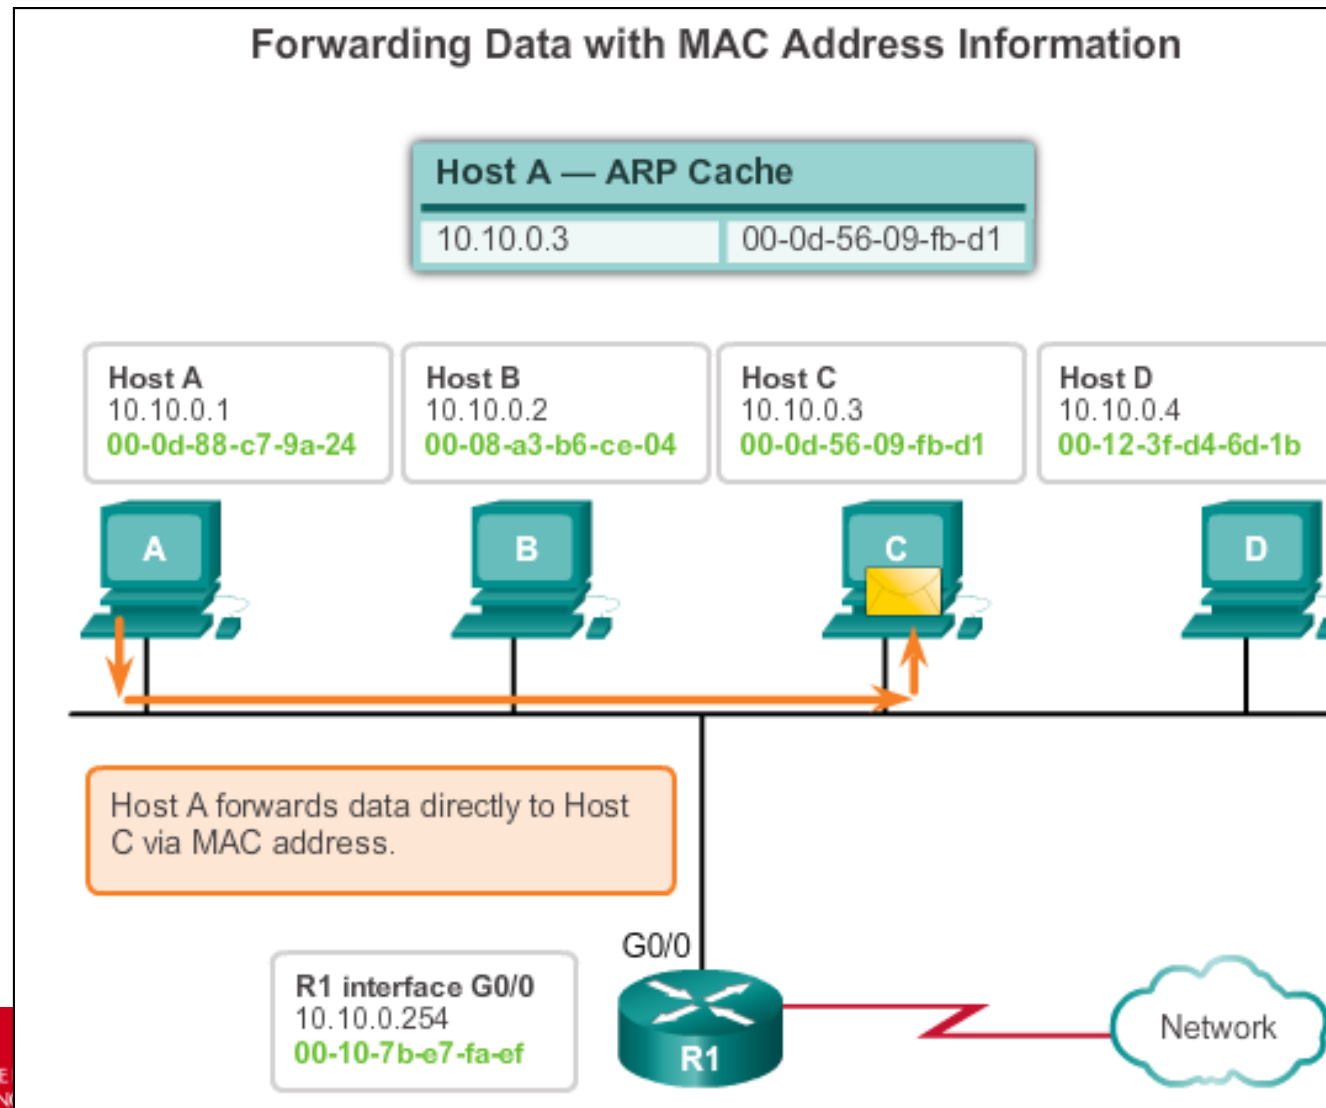 Forwarding Data with MAC Address Information
Host A — ARP Cache
10.10.0.3 00-0d-56-09-fb-d1
Host A
10.10.0.1
00-0d-88-c7-9a-24
Host B
10.10.0.2
00-08-a3-b6-ce-04
Host C
10.10.0.3
00-0d-56-09-fb-d1
Host D
10.10.0.4
00-12-3f-d4-6d-1b
A
B
C
D
Host A forwards data directly to Host
C via MAC address.
G0/0
R1 interface G0/0
10.10.0.254
00-10-7b-e7-fa-ef
R1
Network